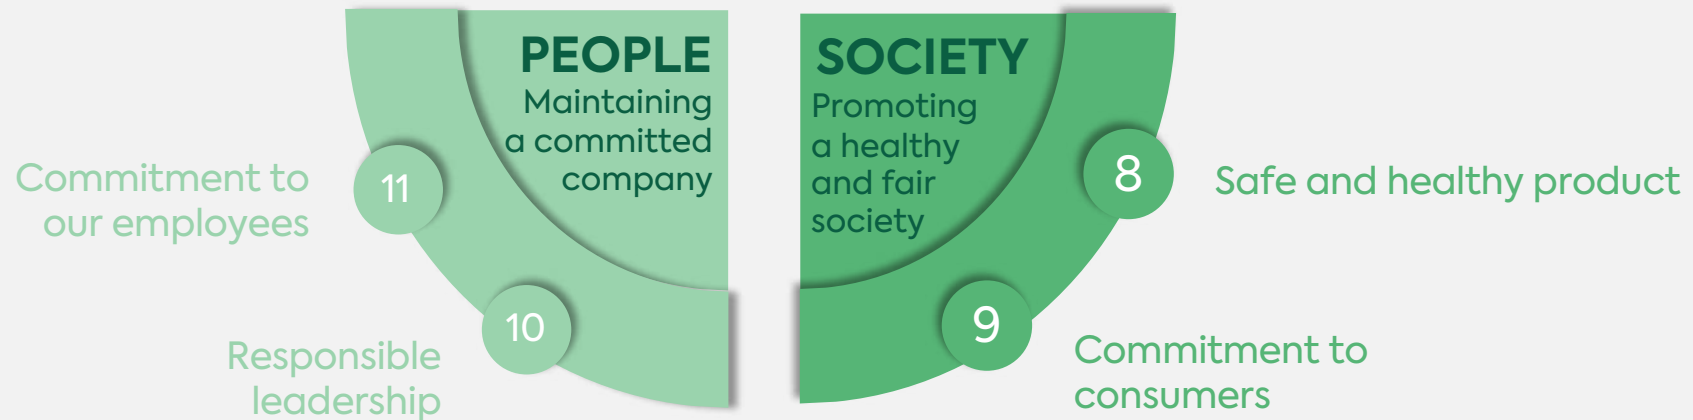 PEOPLE
Maintaining
a committed
company
11
Commitment to
our employees
10
Responsible
leadership
SOCIETY
Promoting
a healthy
and fair
society
8
Safe and healthy product
9
Commitment to
consumers